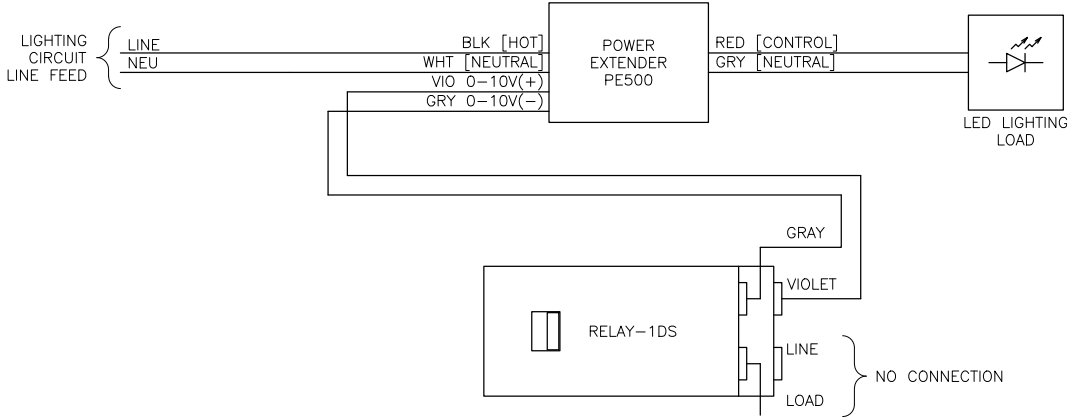 LIGHTING
CIRCUIT
LINE FEED
LINE
NEU
BLK [HOT]
WHT [NEUTRAL]
VIO 0-10V(+)
GRY 0-10V(-)
POWER
EXTENDER
PE500
RED [CONTROL]
GRY [NEUTRAL]
LED LIGHTING
LOAD
GRAY
VIOLET
RELAY-1DS
LINE
LOAD
NO CONNECTION